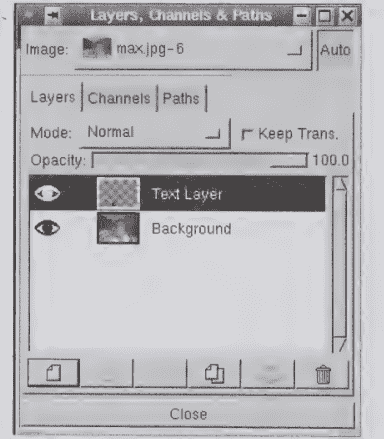 Layers, Channels & Paths
Image: max.jpg-6 Auto
Layers Channels Paths
Mode: Normal Keep Trans.
Opacity: 100.0
Text Layer
Background
Close